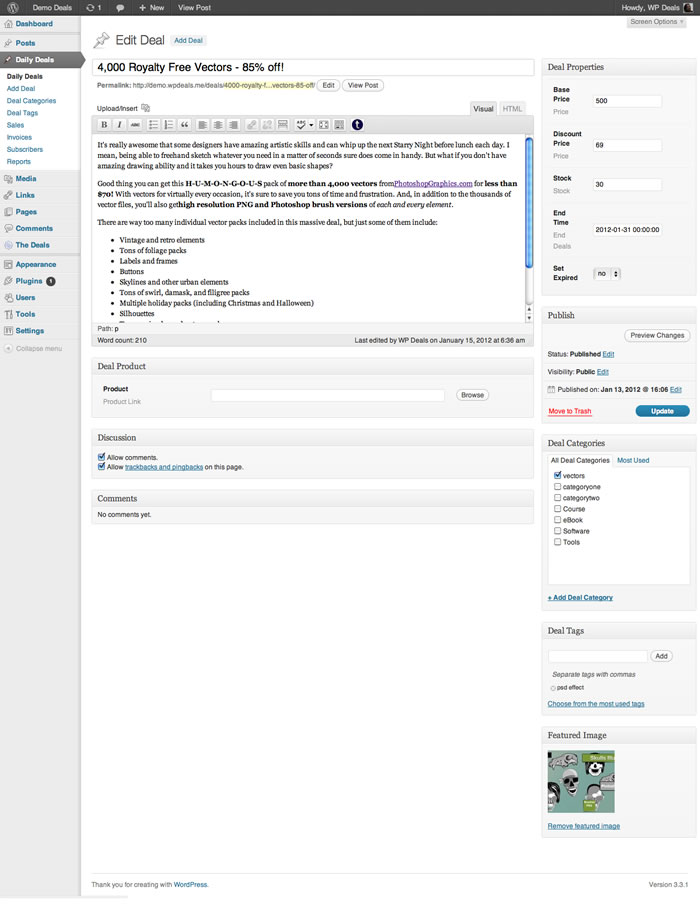 Demo Deals
1
+ New
View Post
Howdy, WP Deals
Screen Options
Dashboard
Posts
Daily Deals
Daily Deals
Add Deal
Deal Categories
Deal Tags
Sales
Invoices
Subscribers
Reports
Media
Links
Pages
Comments
The Deals
Appearance
Plugins 1
Users
Tools
Settings
Collapse menu
Edit Deal
Add Deal
4,000 Royalty Free Vectors - 85% off!
Permalink: http://demo.wpdeals.me/deals/4000-royalty-f…vectors-85-off/ Edit View Post
Upload/Insert
Visual
HTML
B I ABC
ABC
t
It's really awesome that some designers have amazing artistic skills and can whip up the next Starry Night before lunch each day. I
mean, being able to freehand sketch whatever you need in a matter of seconds sure does come in handy. But what if you don't have
amazing drawing ability and it takes you hours to draw even basic shapes?
Good thing you can get this H-U-M-O-N-G-O-U-S pack of more than 4,000 vectors fromPhotoshopGraphics.com for less than
$70! With vectors for virtually every occasion, it's sure to save you tons of time and frustration. And, in addition to the thousands of
vector files, you'll also gethigh resolution PNG and Photoshop brush versions of each and every element.
There are way too many individual vector packs included in this massive deal, but just some of them include:
• Vintage and retro elements
• Tons of foliage packs
• Labels and frames
• Buttons
• Skylines and other urban elements
• Tons of swirl, damask, and filigree packs
• Multiple holiday packs (including Christmas and Halloween)
• Silhouettes
Path: p
Word count: 210
Last edited by WP Deals on January 15, 2012 at 6:36 am
Deal Product
Product
Product Link
Browse
Discussion
Allow comments.
Allow trackbacks and pingbacks on this page.
Comments
No comments yet.
Deal Properties
Base
Price
Price
500
Discount
Price
Price
69
Stock
Stock
30
End
Time
End
Deals
2012-01-31 00:00:00
Set
Expired
no
Publish
Preview Changes
Status: Published Edit
Visibility: Public Edit
Published on: Jan 13, 2012 @ 16:06 Edit
Move to Trash
Update
Deal Categories
All Deal Categories
Most Used
vectors
categoryone
categorytwo
Course
eBook
Software
Tools
+ Add Deal Category
Deal Tags
Add
Separate tags with commas
psd effect
Choose from the most used tags
Featured Image
Remove featured image
Thank you for creating with WordPress.
Version 3.3.1